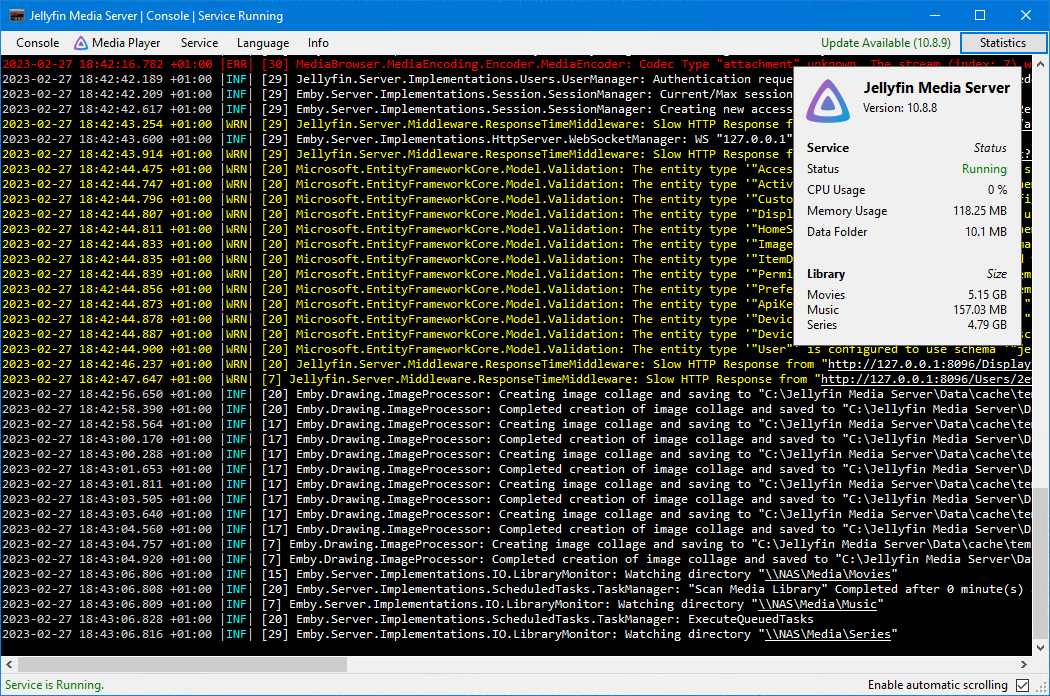 Jellyfin Media Server | Console | Service Running
Console Media Player Service Language Info Update Available (10.8.9) Statistics
2023-02-27 18:42:16.782 +01:00 |ERR| [30] MediaBrowser.MediaEncoding.Encoder.MediaEncoder: Codec Type "attachment" unknown. The stream (index: 7) w
2023-02-27 18:42:42.189 +01:00 |INF| [29] Jellyfin.Server.Implementations.Users.UserManager: Authentication reque
2023-02-27 18:42:42.209 +01:00 |INF| [29] Emby.Server.Implementations.Session.SessionManager: Current/Max session
2023-02-27 18:42:42.617 +01:00 |INF| [29] Emby.Server.Implementations.Session.SessionManager: Creating new access
2023-02-27 18:42:43.254 +01:00 |WRN| [29] Jellyfin.Server.Middleware.ResponseTimeMiddleware: Slow HTTP Response f
2023-02-27 18:42:43.600 +01:00 |INF| [29] Emby.Server.Implementations.HttpServer.WebSocketManager: WS "127.0.0.1"
2023-02-27 18:42:43.914 +01:00 |WRN| [29] Jellyfin.Server.Middleware.ResponseTimeMiddleware: Slow HTTP Response f
2023-02-27 18:42:44.475 +01:00 |WRN| [20] Microsoft.EntityFrameworkCore.Model.Validation: The entity type '"Acces
2023-02-27 18:42:44.747 +01:00 |WRN| [20] Microsoft.EntityFrameworkCore.Model.Validation: The entity type '"Activ
2023-02-27 18:42:44.796 +01:00 |WRN| [20] Microsoft.EntityFrameworkCore.Model.Validation: The entity type '"Custo
2023-02-27 18:42:44.807 +01:00 |WRN| [20] Microsoft.EntityFrameworkCore.Model.Validation: The entity type '"Displ
2023-02-27 18:42:44.811 +01:00 |WRN| [20] Microsoft.EntityFrameworkCore.Model.Validation: The entity type '"HomeS
2023-02-27 18:42:44.833 +01:00 |WRN| [20] Microsoft.EntityFrameworkCore.Model.Validation: The entity type '"Image
2023-02-27 18:42:44.835 +01:00 |WRN| [20] Microsoft.EntityFrameworkCore.Model.Validation: The entity type '"ItemD
2023-02-27 18:42:44.839 +01:00 |WRN| [20] Microsoft.EntityFrameworkCore.Model.Validation: The entity type '"Permi
2023-02-27 18:42:44.856 +01:00 |WRN| [20] Microsoft.EntityFrameworkCore.Model.Validation: The entity type '"Prefe
2023-02-27 18:42:44.873 +01:00 |WRN| [20] Microsoft.EntityFrameworkCore.Model.Validation: The entity type '"ApiKe
2023-02-27 18:42:44.878 +01:00 |WRN| [20] Microsoft.EntityFrameworkCore.Model.Validation: The entity type '"Devic
2023-02-27 18:42:44.887 +01:00 |WRN| [20] Microsoft.EntityFrameworkCore.Model.Validation: The entity type '"Devic
2023-02-27 18:42:44.900 +01:00 |WRN| [20] Microsoft.EntityFrameworkCore.Model.Validation: The entity type '"User"' is configured to use schema '"je
2023-02-27 18:42:46.237 +01:00 |WRN| [20] Jellyfin.Server.Middleware.ResponseTimeMiddleware: Slow HTTP Response from "http://127.0.0.1:8096/Display
2023-02-27 18:42:47.647 +01:00 |WRN| [7] Jellyfin.Server.Middleware.ResponseTimeMiddleware: Slow HTTP Response from "http://127.0.0.1:8096/Users/2e
2023-02-27 18:42:56.650 +01:00 |INF| [20] Emby.Drawing.ImageProcessor: Creating image collage and saving to "C:\Jellyfin Media Server\Data\cache\tem
2023-02-27 18:42:58.390 +01:00 |INF| [20] Emby.Drawing.ImageProcessor: Completed creation of image collage and saved to "C:\Jellyfin Media Server\Da
2023-02-27 18:42:58.564 +01:00 |INF| [17] Emby.Drawing.ImageProcessor: Creating image collage and saving to "C:\Jellyfin Media Server\Data\cache\tem
2023-02-27 18:43:00.170 +01:00 |INF| [17] Emby.Drawing.ImageProcessor: Completed creation of image collage and saved to "C:\Jellyfin Media Server\Da
2023-02-27 18:43:00.288 +01:00 |INF| [17] Emby.Drawing.ImageProcessor: Creating image collage and saving to "C:\Jellyfin Media Server\Data\cache\tem
2023-02-27 18:43:01.653 +01:00 |INF| [17] Emby.Drawing.ImageProcessor: Completed creation of image collage and saved to "C:\Jellyfin Media Server\Da
2023-02-27 18:43:01.811 +01:00 |INF| [17] Emby.Drawing.ImageProcessor: Creating image collage and saving to "C:\Jellyfin Media Server\Data\cache\tem
2023-02-27 18:43:03.505 +01:00 |INF| [17] Emby.Drawing.ImageProcessor: Completed creation of image collage and saved to "C:\Jellyfin Media Server\Da
2023-02-27 18:43:03.640 +01:00 |INF| [17] Emby.Drawing.ImageProcessor: Creating image collage and saving to "C:\Jellyfin Media Server\Data\cache\tem
2023-02-27 18:43:04.560 +01:00 |INF| [17] Emby.Drawing.ImageProcessor: Completed creation of image collage and saved to "C:\Jellyfin Media Server\Da
2023-02-27 18:43:04.757 +01:00 |INF| [7] Emby.Drawing.ImageProcessor: Creating image collage and saving to "C:\Jellyfin Media Server\Data\cache\tem
2023-02-27 18:43:04.920 +01:00 |INF| [7] Emby.Drawing.ImageProcessor: Completed creation of image collage and saved to "C:\Jellyfin Media Server\Dat
2023-02-27 18:43:06.806 +01:00 |INF| [15] Emby.Server.Implementations.IO.LibraryMonitor: Watching directory "\\NAS\Media\Movies"
2023-02-27 18:43:06.808 +01:00 |INF| [20] Emby.Server.Implementations.ScheduledTasks.TaskManager: "Scan Media Library" Completed after 0 minute(s)
2023-02-27 18:43:06.809 +01:00 |INF| [7] Emby.Server.Implementations.IO.LibraryMonitor: Watching directory "\\NAS\Media\Music"
2023-02-27 18:43:06.828 +01:00 |INF| [20] Emby.Server.Implementations.ScheduledTasks.TaskManager: ExecuteQueuedTasks
2023-02-27 18:43:06.816 +01:00 |INF| [29] Emby.Server.Implementations.IO.LibraryMonitor: Watching directory "\\NAS\Media\Series"
Jellyfin Media Server
Version: 10.8.8
Service Status
Status Running
CPU Usage 0 %
Memory Usage 118.25 MB
Data Folder 10.1 MB
Library Size
Movies 5.15 GB
Music 157.03 MB
Series 4.79 GB
Service is Running. Enable automatic scrolling